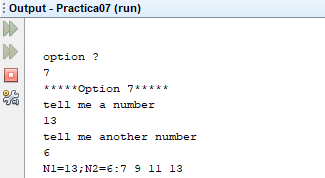 Output - Practica07 (run)
option ?
7
*****Option 7*****
tell me a number
13
tell me another number
6
N1=13;N2=6:7 9 11 13